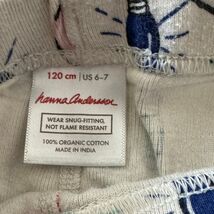 120 cm | US 6-7
hanna andersson
WEAR SNUG-FITTING,
NOT FLAME RESISTANT
100% ORGANIC COTTON
MADE IN INDIA